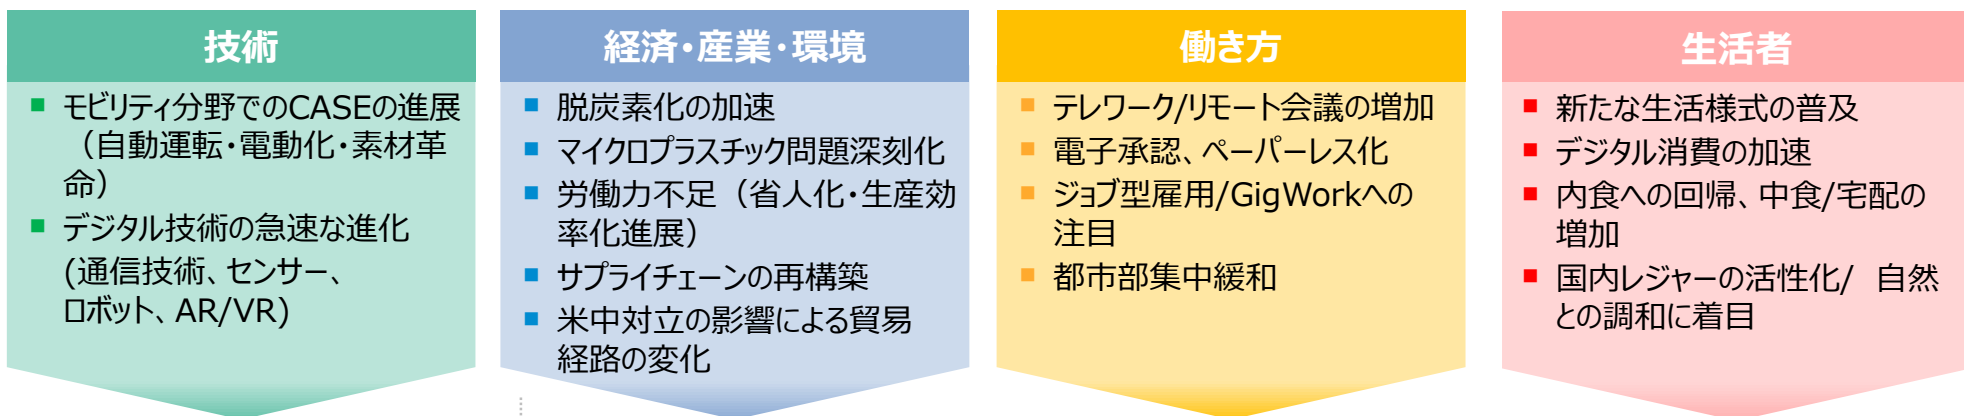 技術
モビリティ分野でのCASEの進展
（自動運転・電動化・素材革
命）
デジタル技術の急速な進化
(通信技術、センサー、
ロボット、AR/VR)
経済・産業・環境
脱炭素化の加速
マイクロプラスチック問題深刻化
労働力不足（省人化・生産効
率化進展）
サプライチェーンの再構築
米中対立の影響による貿易
経路の変化
働き方
テレワーク/リモート会議の増加
電子承認、ペーパーレス化
ジョブ型雇用/GigWorkへの
注目
都市部集中緩和
生活者
新たな生活様式の普及
デジタル消費の加速
内食への回帰、中食/宅配の
増加
国内レジャーの活性化/ 自然
との調和に着目